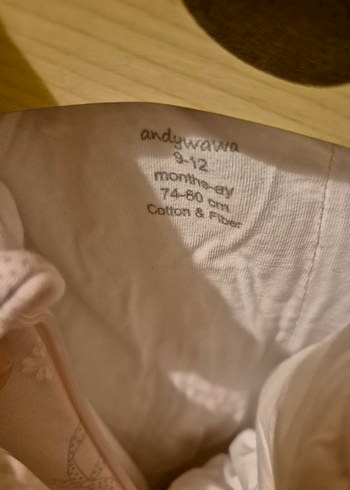 andywawa
9-12
months-ay
74-80 cm
Cotton & Fiber